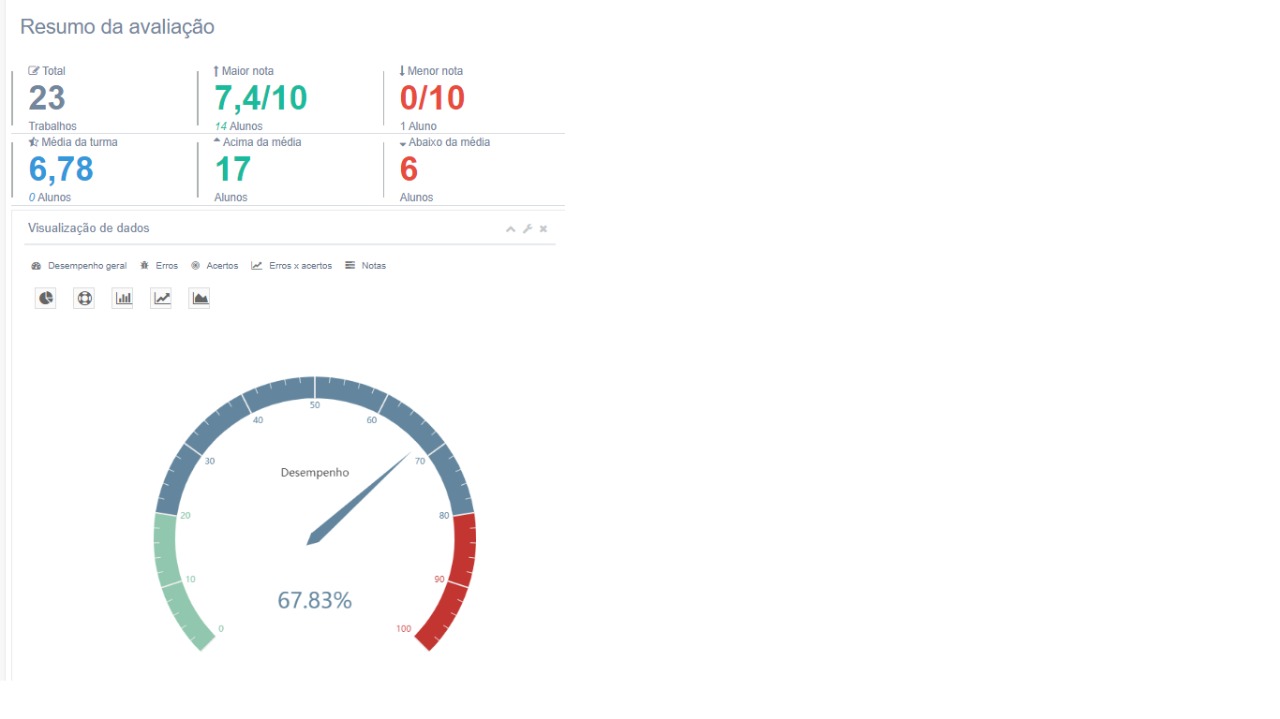 Resumo da avaliação
Total
23
Trabalhos
Maior nota
7,4/10
14 Alunos
Menor nota
0/10
1 Aluno
Média da turma
6,78
0 Alunos
Acima da média
17
Alunos
Abaixo da média
6
Alunos
Visualização de dados
Desempenho geral Erros Acertos Erros x acertos Notas
50
40 60
30 70
Desempenho
20 80
10 90
67.83%
0 100